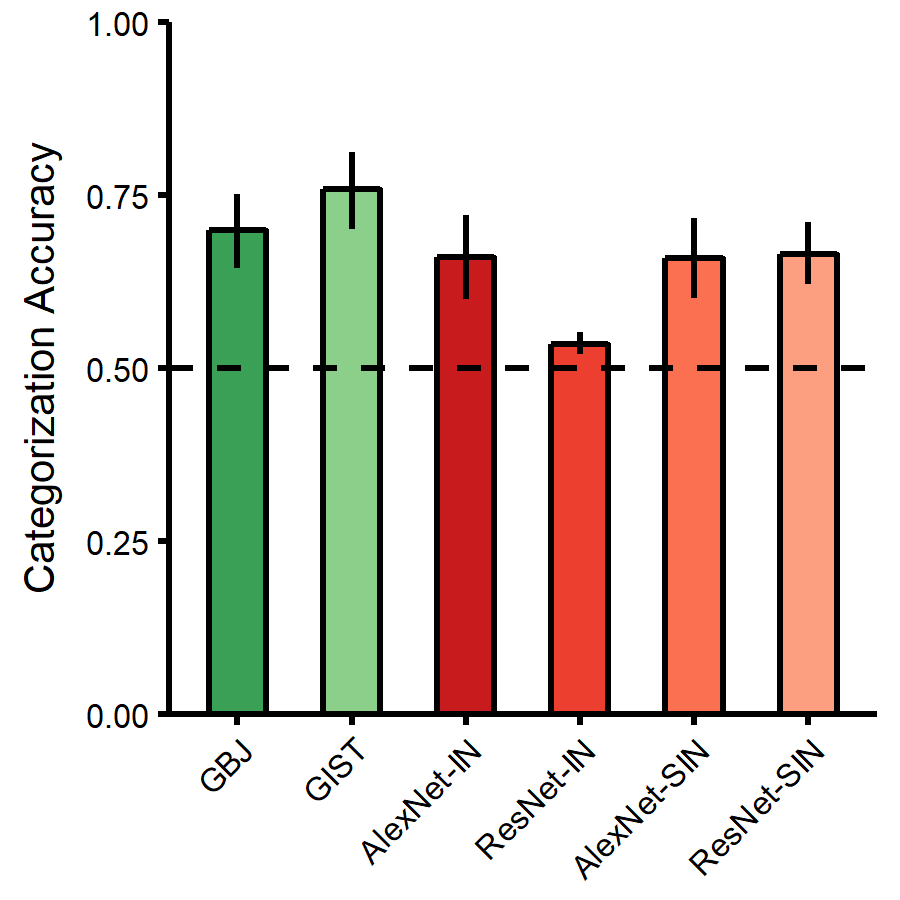 Categorization Accuracy
1.00
0.75
0.50
0.25
0.00
GBJ
GIST
AlexNet-IN
ResNet-IN
AlexNet-SIN
ResNet-SIN